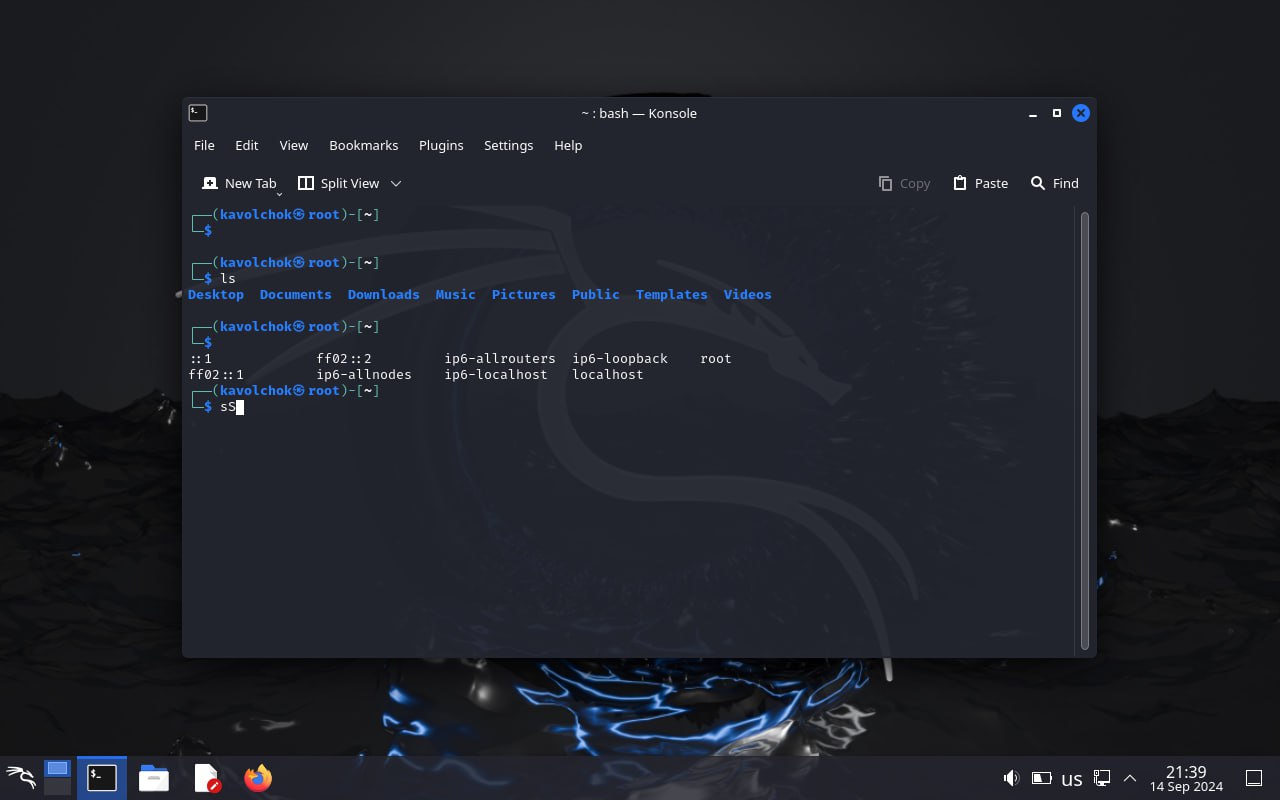 ~ : bash — Konsole
File Edit View Bookmarks Plugins Settings Help
New Tab Split View Copy Paste Find
┌──(kavolchok㉿root)-[~]
└─$
┌──(kavolchok㉿root)-[~]
└─$ ls
Desktop Documents Downloads Music Pictures Public Templates Videos
┌──(kavolchok㉿root)-[~]
└─$
::1 ff02::2 ip6-allrouters ip6-loopback root
ff02::1 ip6-allnodes ip6-localhost localhost
┌──(kavolchok㉿root)-[~]
└─$ sS
us 21:39
14 Sep 2024